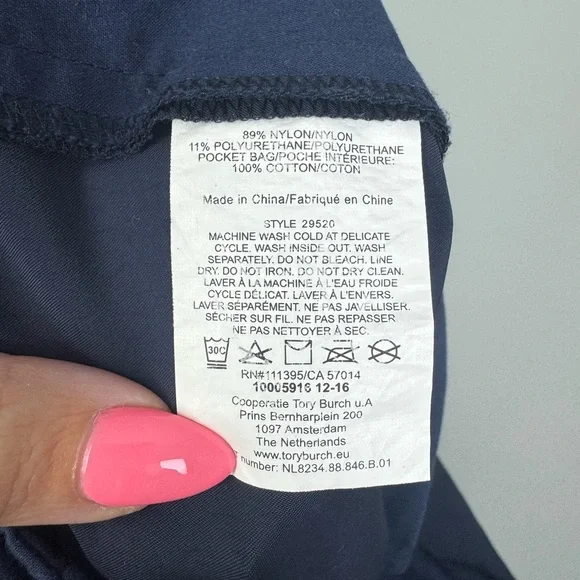 89% NYLON/NYLON
11% POLYURETHANE/POLYURETHANE
POCKET BAG/POCHE INTÉRIEURE:
100% COTTON/COTON
Made in China/Fabriqué en Chine
STYLE 29520
MACHINE WASH COLD AT DELICATE
CYCLE. WASH INSIDE OUT. WASH
SEPARATELY. DO NOT BLEACH. LINE
DRY. DO NOT IRON. DO NOT DRY CLEAN.
LAVER À LA MACHINE À L'EAU FROIDE
CYCLE DÉLICAT. LAVER À L'ENVERS.
LAVER SÉPARÉMENT. NE PAS JAVELLISER.
SÉCHER SUR FIL. NE PAS REPASSER
NE PAS NETTOYER À SEC.
30C
RN#111395/CA 57014
10005916 12-16
Cooperatie Tory Burch u.A
Prins Bernharplein 200
1097 Amsterdam
The Netherlands
www.toryburch.eu
number: NL8234.88.846.B.01